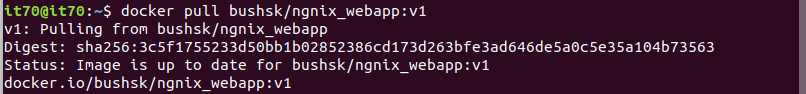 it70@it70:~$ docker pull bushsk/ngnix_webapp:v1
v1: Pulling from bushsk/ngnix_webapp
Digest: sha256:3c5f1755233d50bb1b02852386cd173d263bfe3ad646de5a0c5e35a104b73563
Status: Image is up to date for bushsk/ngnix_webapp:v1
docker.io/bushsk/ngnix_webapp:v1